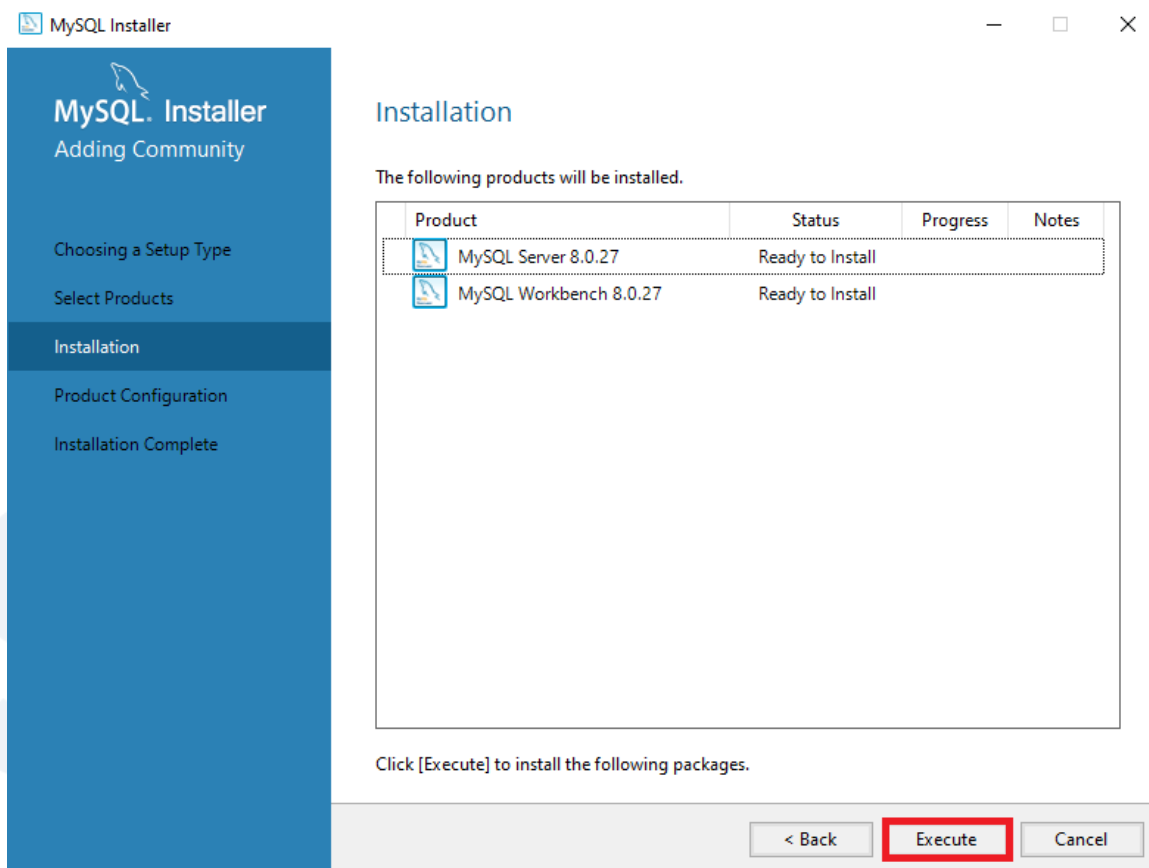 MySQL Installer
MySQL. Installer
Adding Community
Choosing a Setup Type
Select Products
Installation
Product Configuration
Installation Complete
Installation
The following products will be installed.
Product Status Progress Notes
MySQL Server 8.0.27 Ready to Install
MySQL Workbench 8.0.27 Ready to Install
Click [Execute] to install the following packages.
< Back Execute Cancel